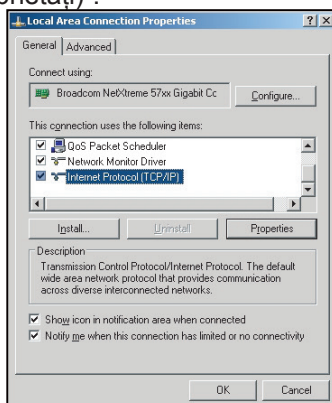 prietăți) .
Local Area Connection Properties
General Advanced
Connect using:
Broadcom NetXtreme 57xx Gigabit Cc Configure...
This connection uses the following items:
QoS Packet Scheduler
Network Monitor Driver
Internet Protocol (TCP/IP)
Install... Uninstall Properties
Description
Transmission Control Protocol/Internet Protocol. The default
wide area network protocol that provides communication
across diverse interconnected networks.
Show icon in notification area when connected
Notify me when this connection has limited or no connectivity
OK Cancel